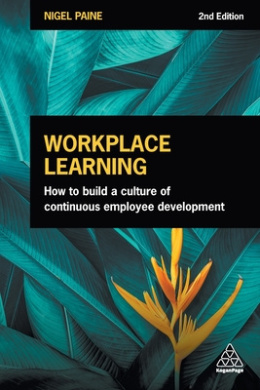 NIGEL PAINE
2nd Edition
WORKPLACE
LEARNING
How to build a culture of
continuous employee development
KoganPage